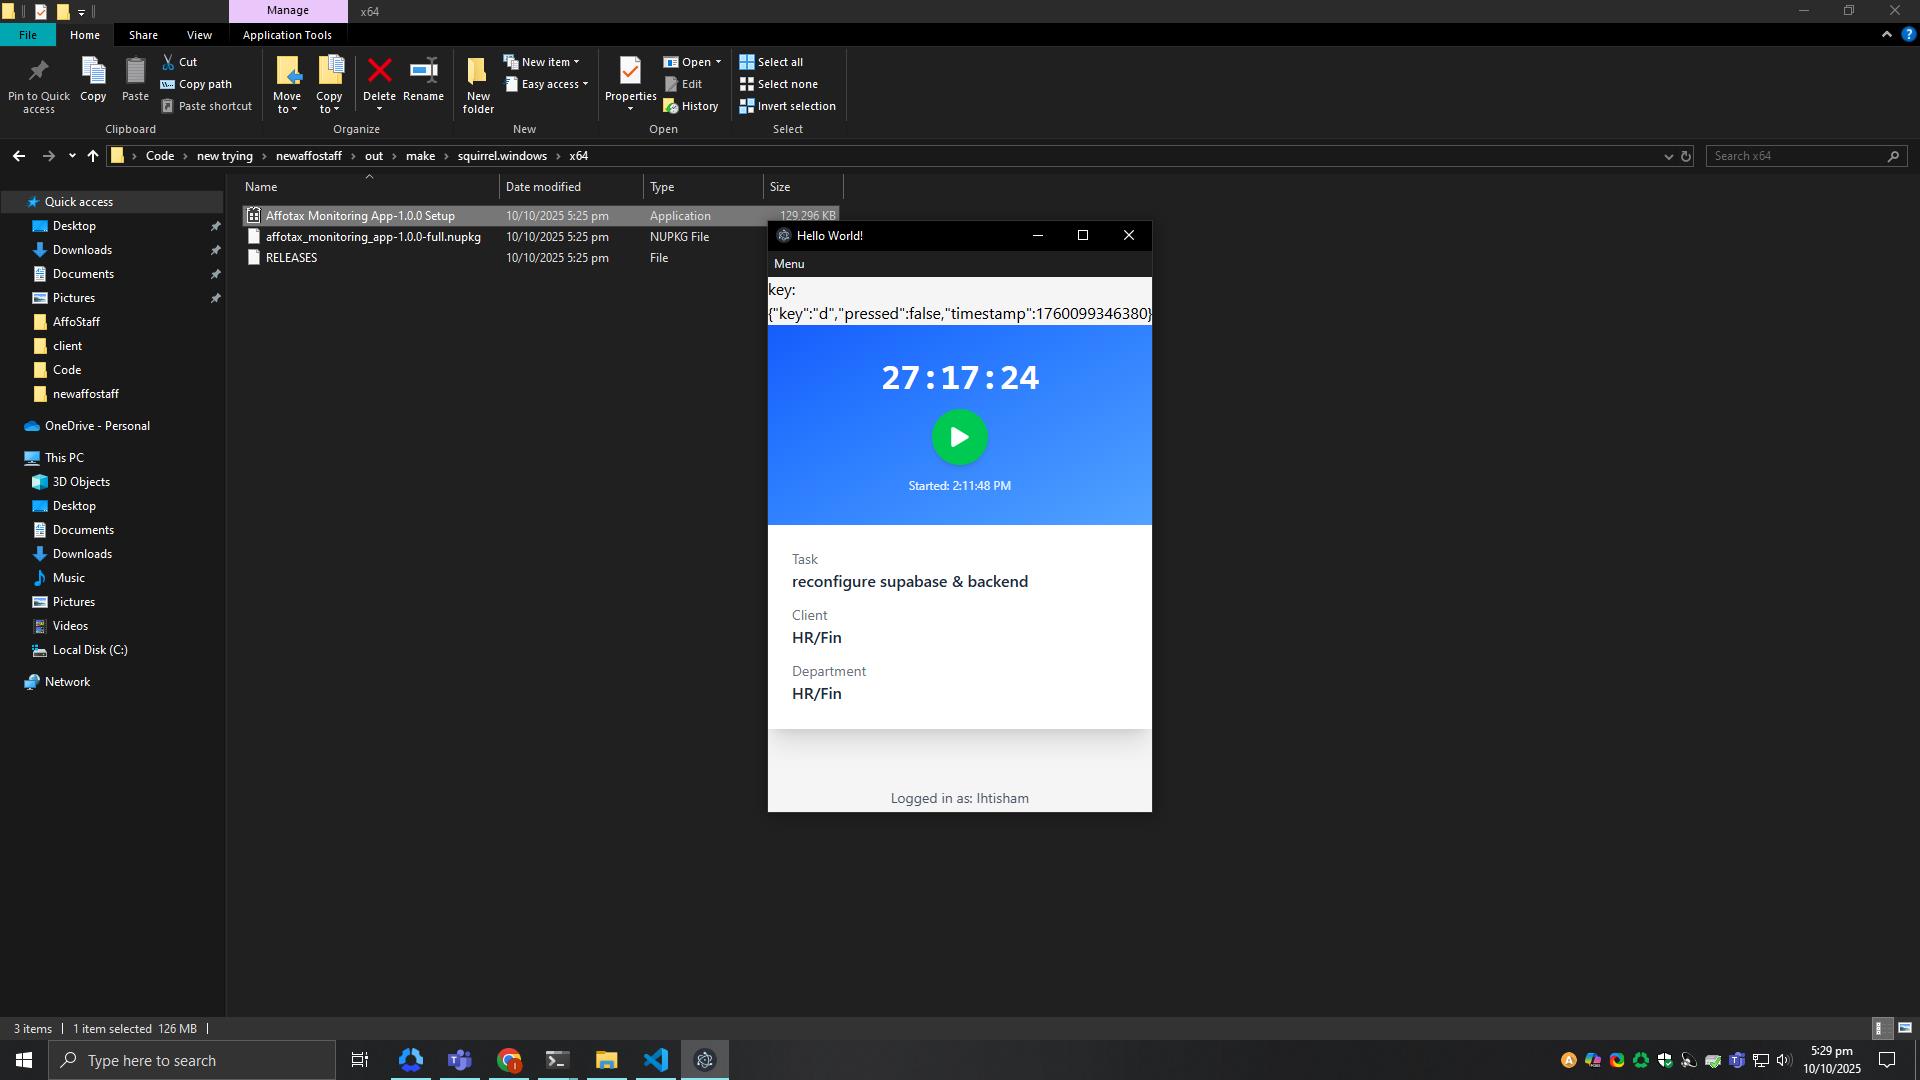 Manage
x64
File
Home
Share
View
Application Tools
Pin to Quick access
Copy
Paste
Cut
Copy path
Paste shortcut
Clipboard
Move to
Copy to
Delete
Rename
Organize
New folder
New item
Easy access
New
Properties
Open
Edit
History
Open
Select all
Select none
Invert selection
Select
Code > new trying > newaffostaff > out > make > squirrel.windows > x64
Search x64
Name
Date modified
Type
Size
Affotax Monitoring App-1.0.0 Setup 10/10/2025 5:25 pm Application 129,296 KB
affotax_monitoring_app-1.0.0-full.nupkg 10/10/2025 5:25 pm NUPKG File
RELEASES 10/10/2025 5:25 pm File
Quick access
Desktop
Downloads
Documents
Pictures
AffoStaff
client
Code
newaffostaff
OneDrive - Personal
This PC
3D Objects
Desktop
Documents
Downloads
Music
Pictures
Videos
Local Disk (C:)
Network
Hello World!
Menu
key:
{"key":"d","pressed":false,"timestamp":1760099346380}
27:17:24
Started: 2:11:48 PM
Task
reconfigure supabase & backend
Client
HR/Fin
Department
HR/Fin
Logged in as: Ihtisham
3 items
1 item selected 126 MB
Type here to search
5:29 pm
10/10/2025